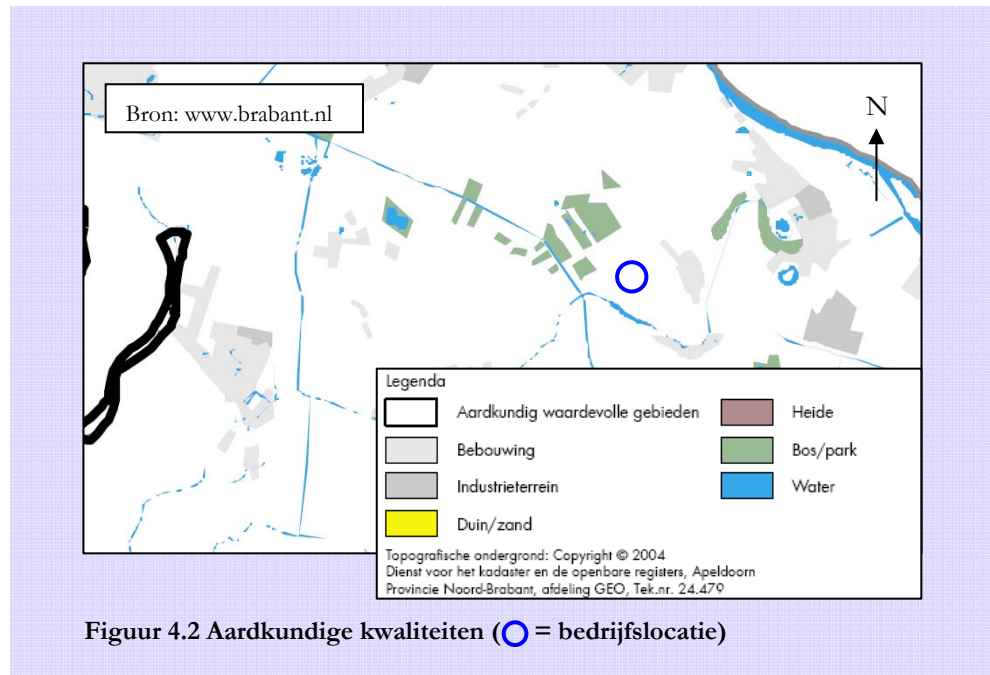 Bron: www.brabant.nl
N
Legenda
Aardkundig waardevolle gebieden
Heide
Bebouwing
Bos/park
Industrieterrein
Water
Duin/zand
Topografische ondergrond: Copyright © 2004
Dienst voor het kadaster en de openbare registers, Apeldoorn
Provincie Noord-Brabant, afdeling GEO, Tek.nr. 24.479
Figuur 4.2 Aardkundige kwaliteiten (○ = bedrijfslocatie)